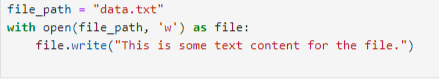 file_path = "data.txt"
with open(file_path, 'w') as file:
    file.write("This is some text content for the file.")